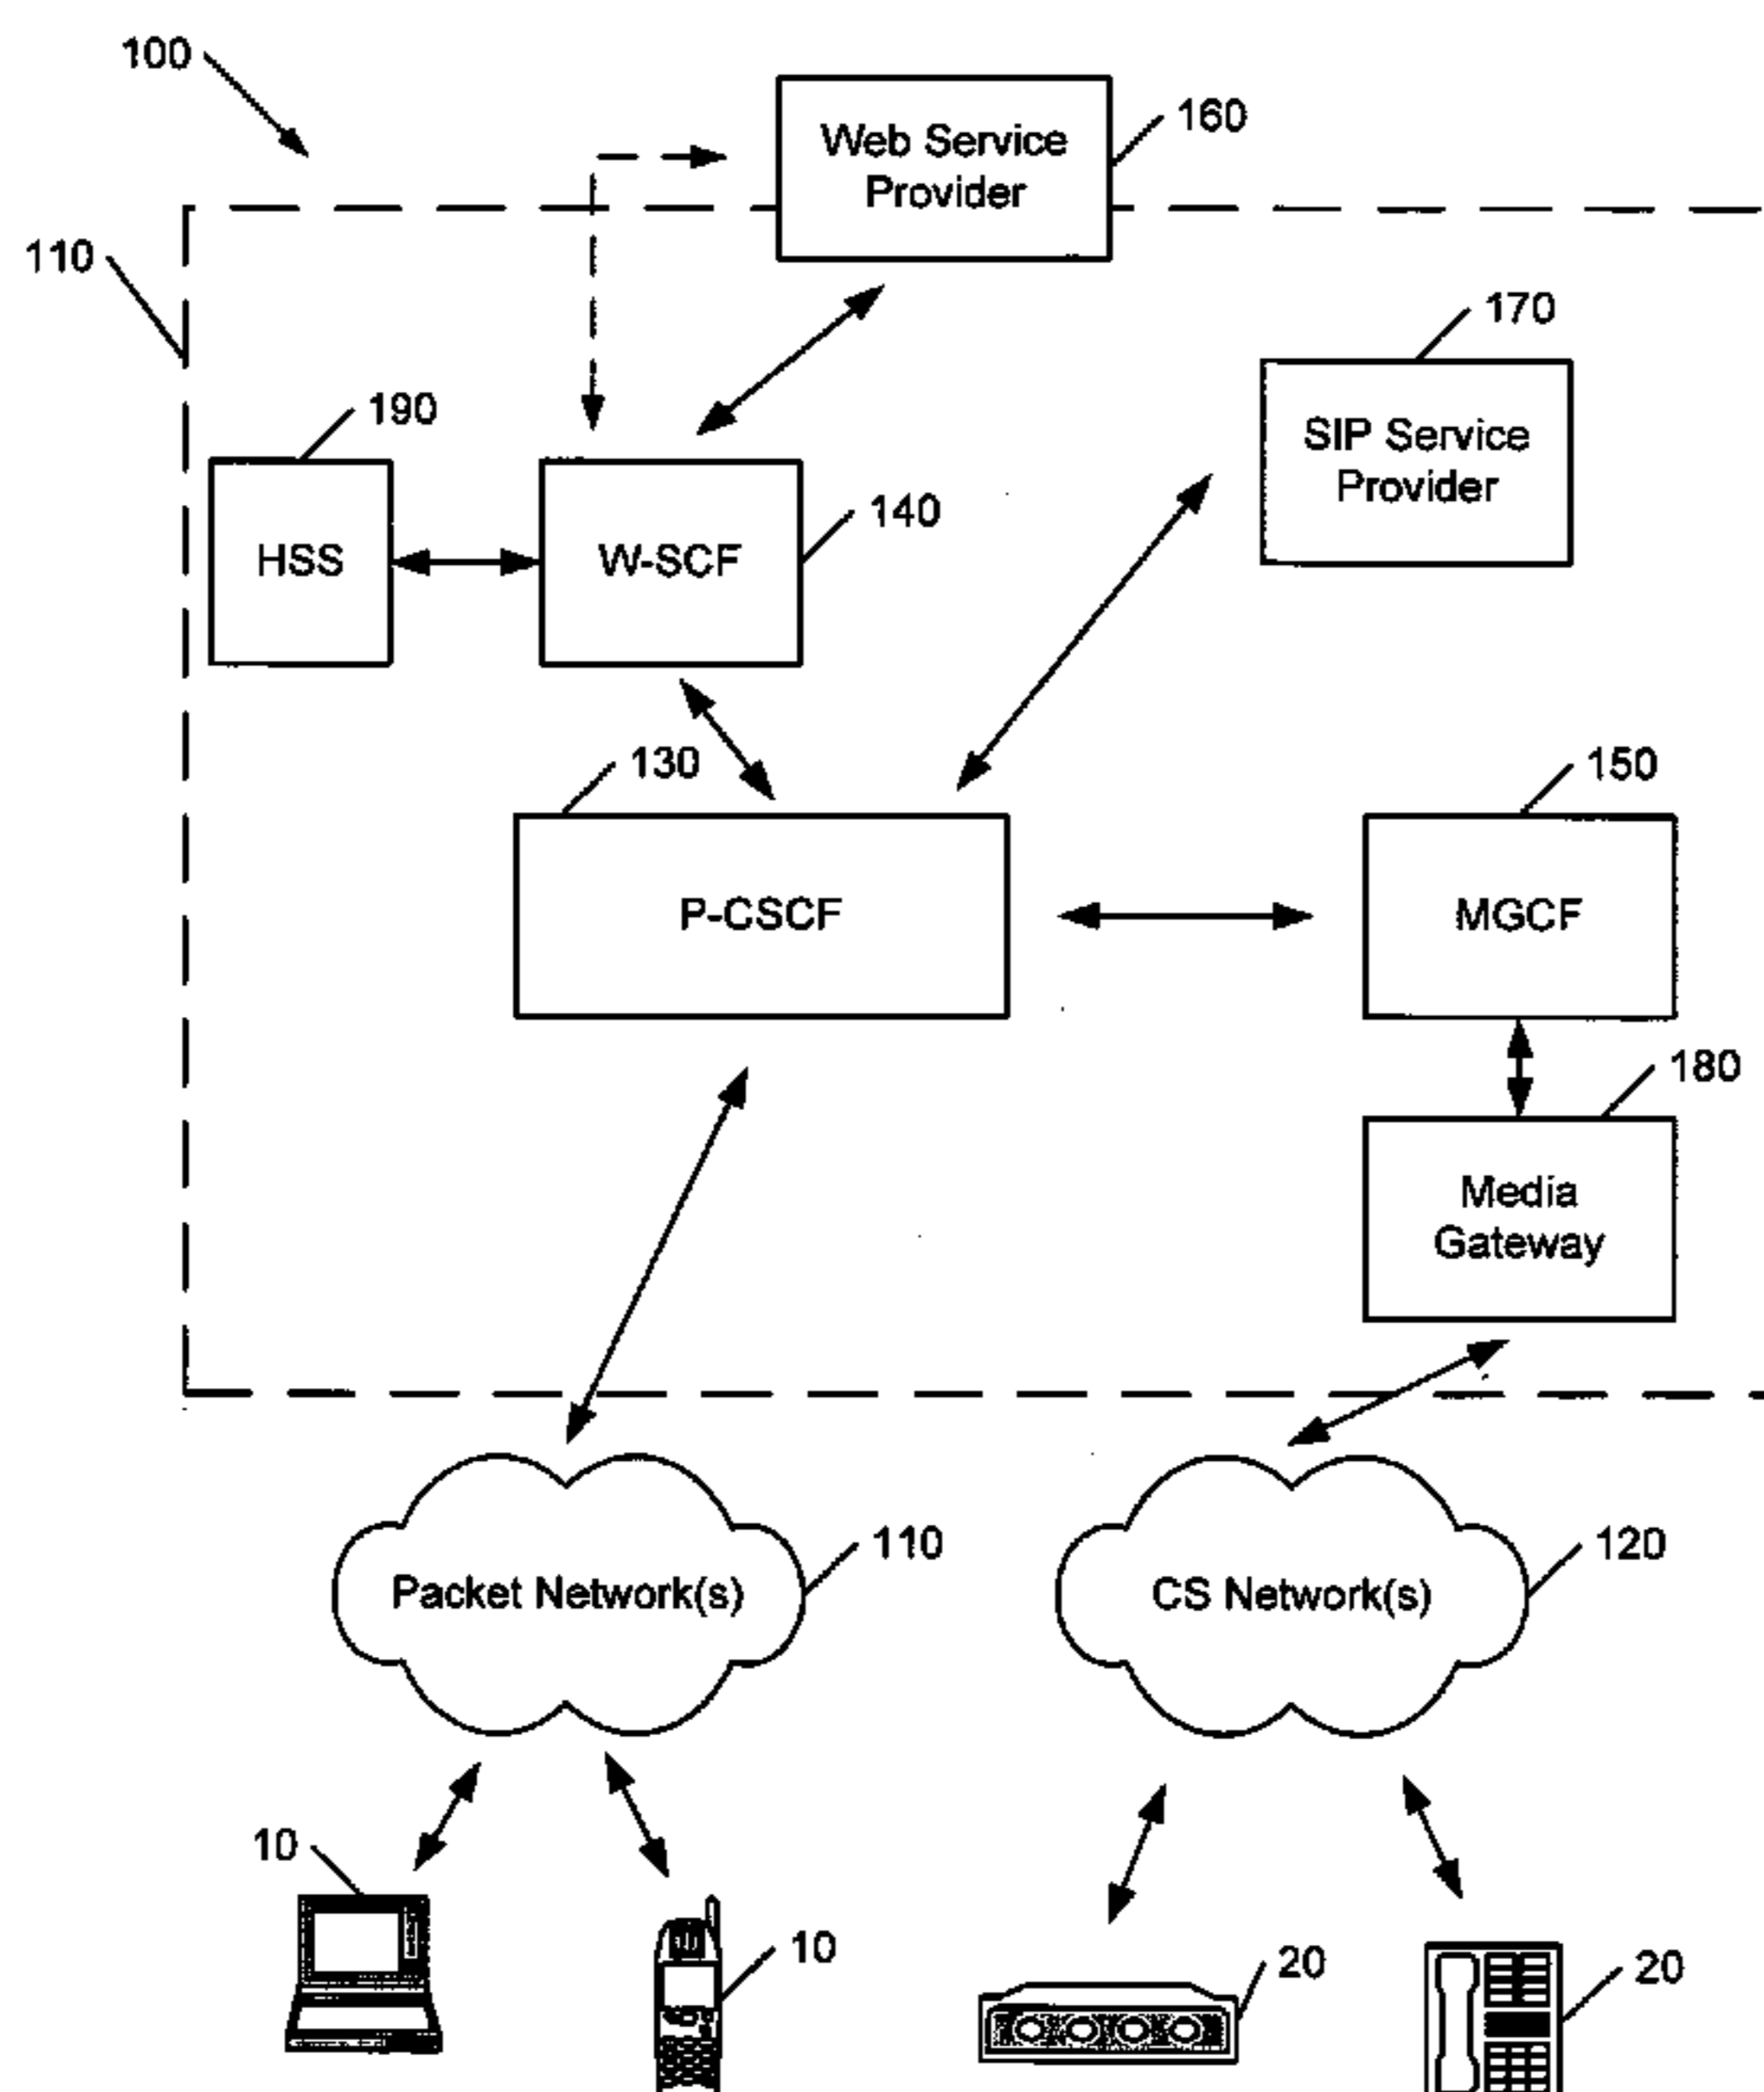 100
160
Web Service
Provider
110
170
190
SIP Service
Provider
140
HSS
W-SCF
130
150
P-CSCF
MGCF
180
Media
Gateway
110
120
Packet Network(s)
CS Network(s)
10
10
20
20